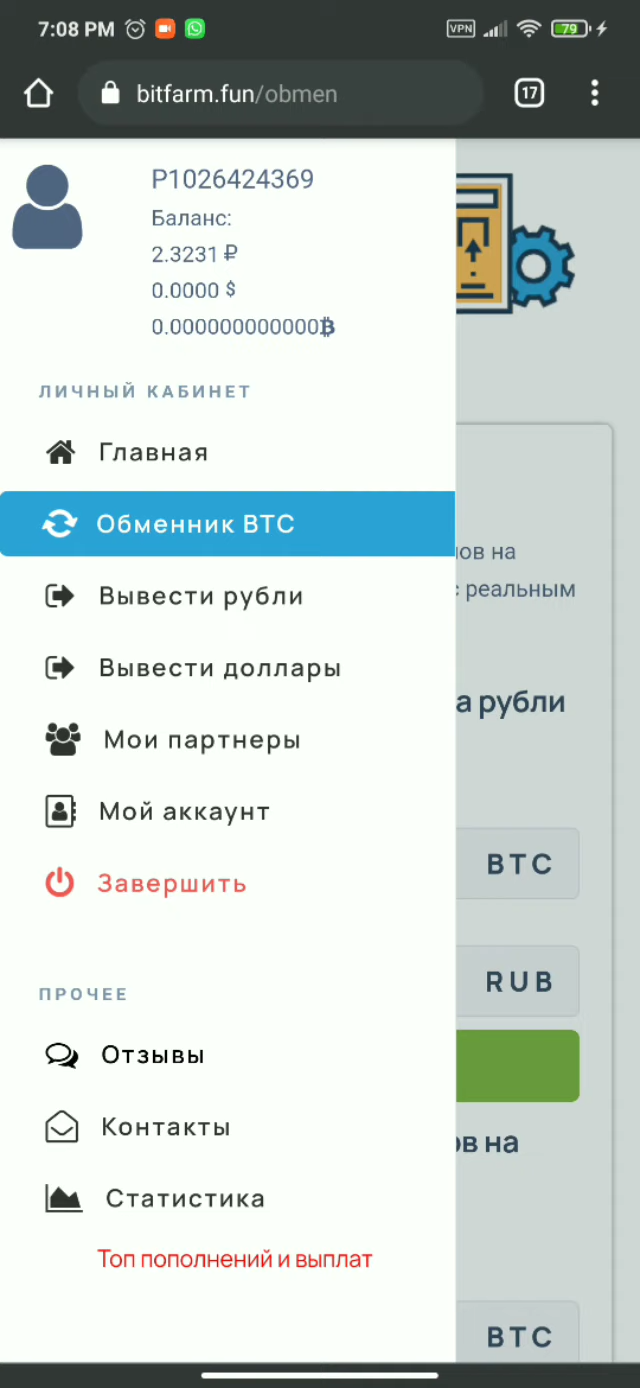 7:08 PM
VPN
79
bitfarm.fun/obmen
17
P1026424369
Баланс:
2.3231 ₽
0.0000 $
0.000000000000₿
ЛИЧНЫЙ КАБИНЕТ
Главная
Обменник BTC
ов на
Вывести рубли
с реальным
Вывести доллары
а рубли
Мои партнеры
Мой аккаунт
BTC
Завершить
RUB
ПРОЧЕЕ
Отзывы
Контакты
ов на
Статистика
Топ пополнений и выплат
BTC